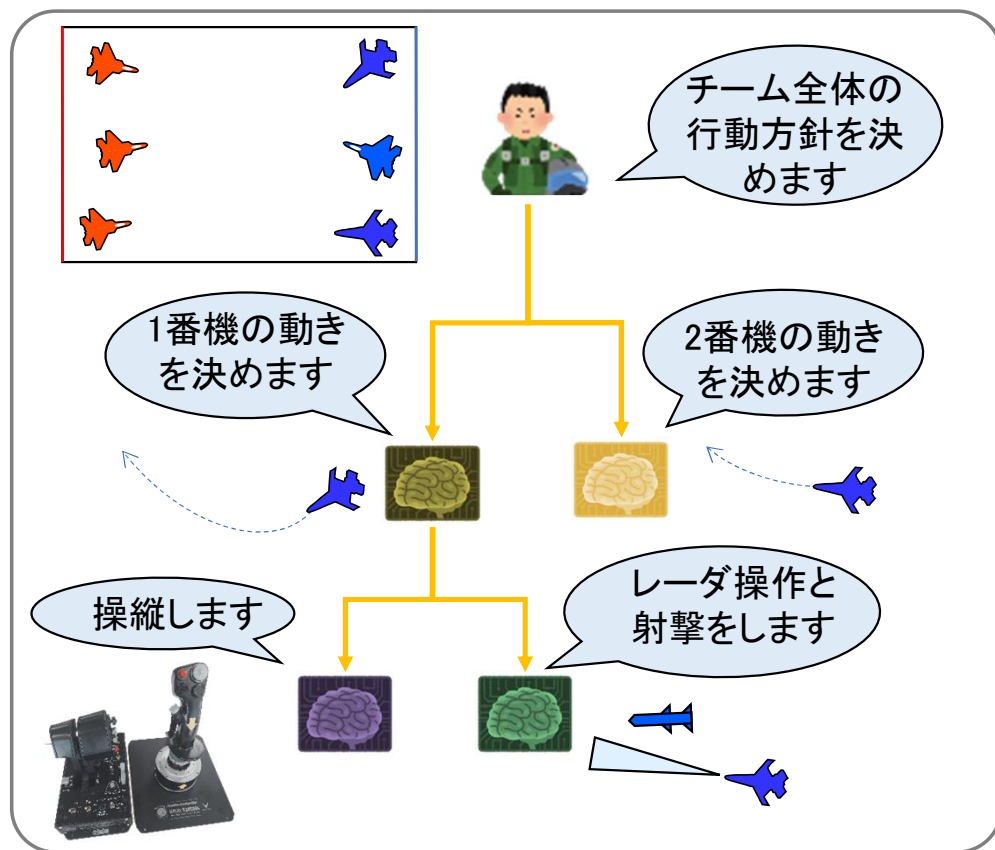 チーム全体の
行動方針を決
めます
1番機の動き
を決めます
2番機の動き
を決めます
操縦します
レーダ操作と
射撃をします